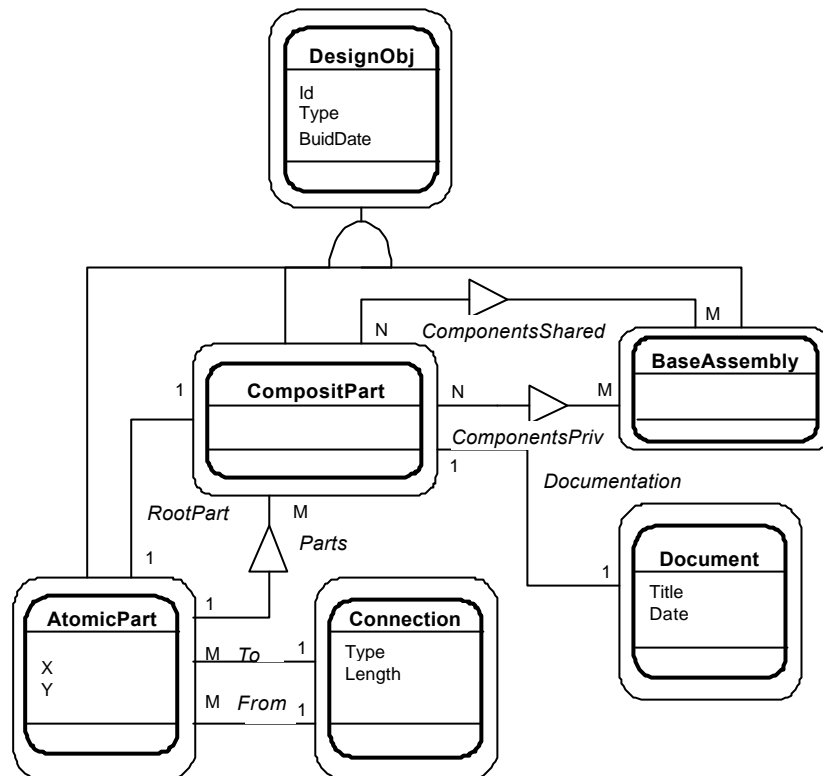 DesignObj
Id
Type
BuidDate
N
ComponentsShared
M
BaseAssembly
1
CompositPart
N
M
ComponentsPriv
1
Documentation
RootPart
M
Parts
1
1
1
Document
Title
Date
AtomicPart
X
Y
M
To
1
M
From
1
Connection
Type
Length